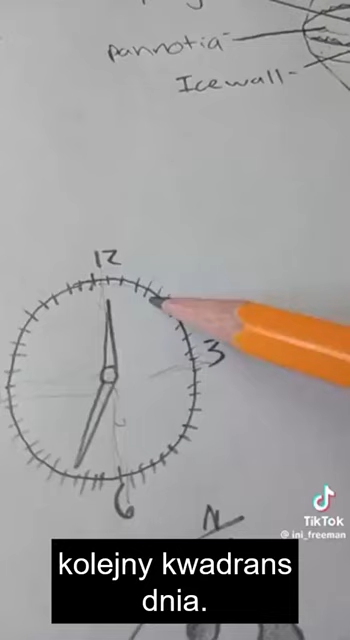 pannotia
Icewall
12
3
6
N
TikTok
@ini_freeman
kolejny kwadrans
dnia.